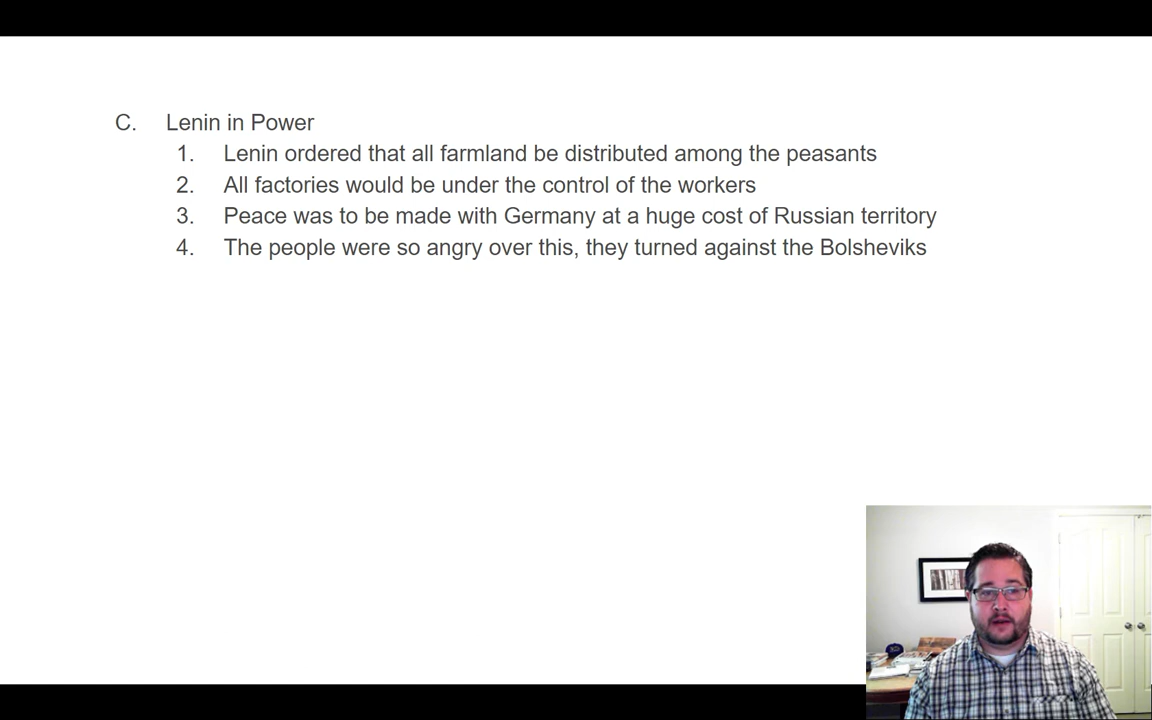 C. Lenin in Power
1. Lenin ordered that all farmland be distributed among the peasants
2. All factories would be under the control of the workers
3. Peace was to be made with Germany at a huge cost of Russian territory
4. The people were so angry over this, they turned against the Bolsheviks